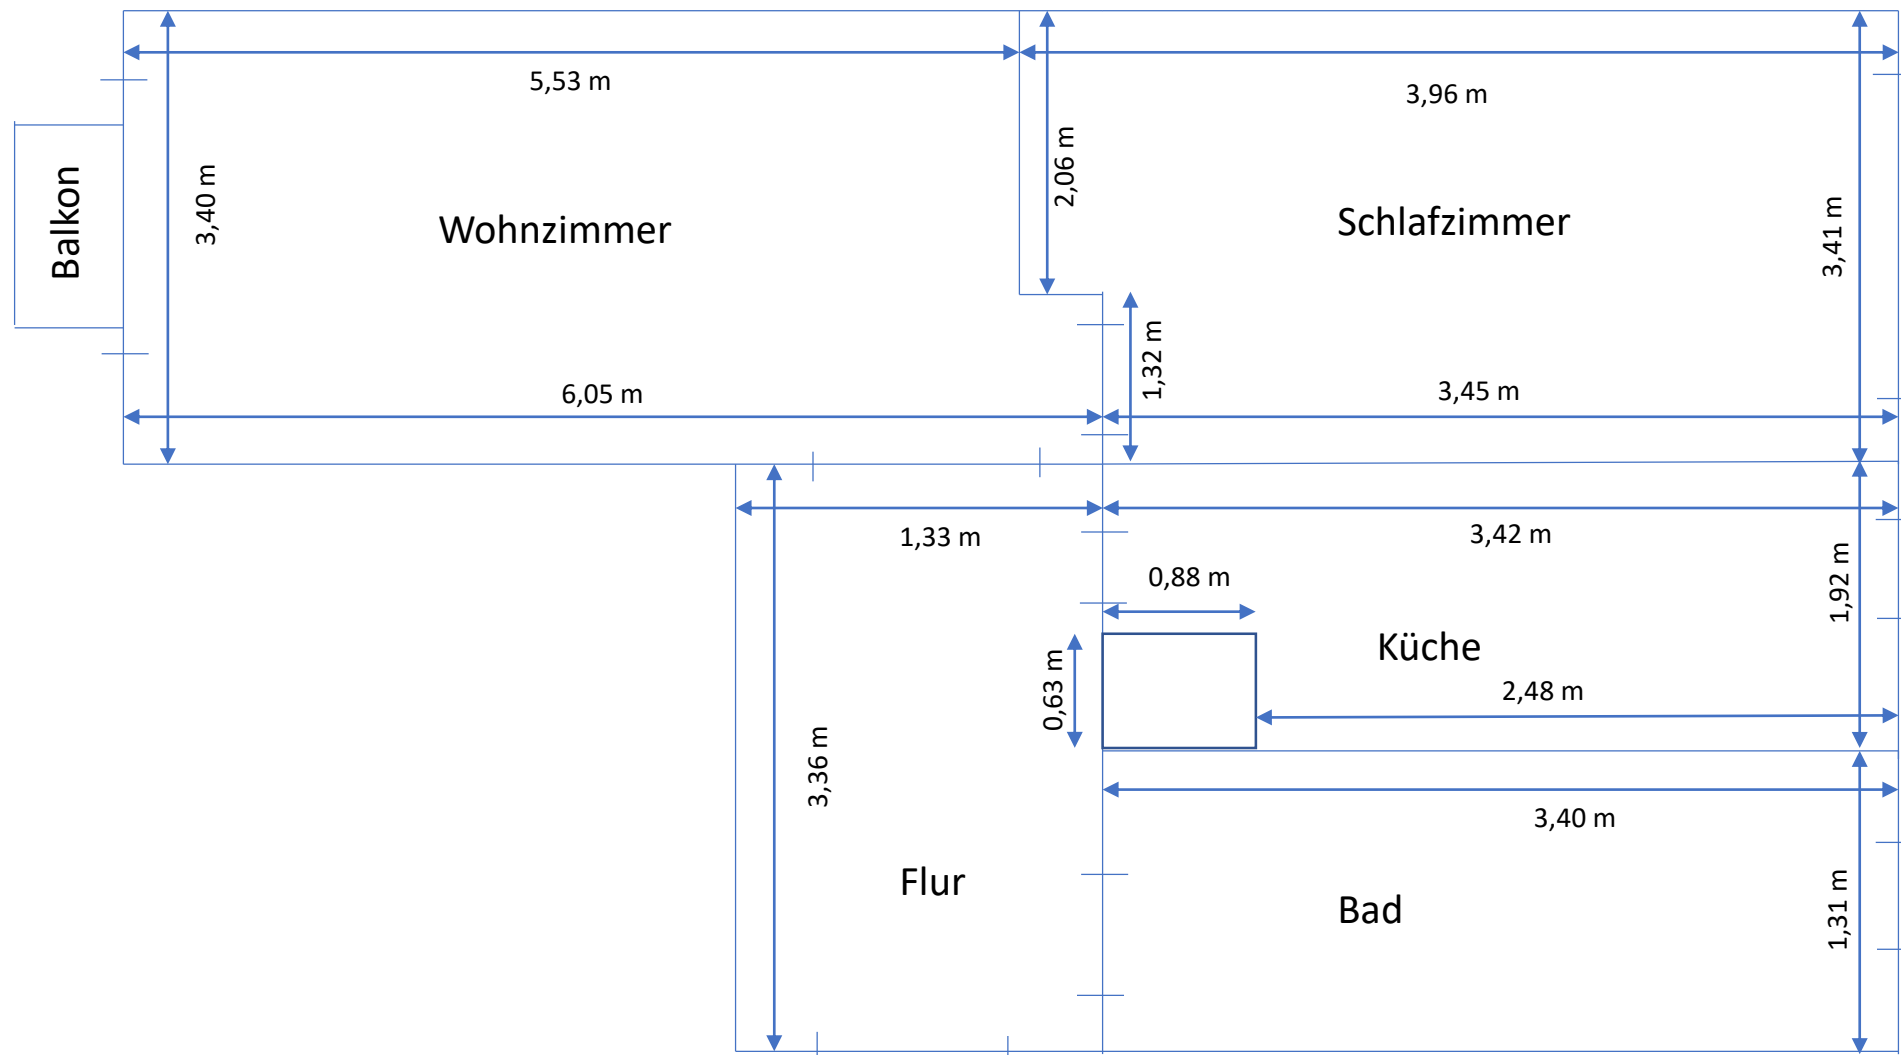 5,53 m
3,96 m
2,06 m
3,40 m
Balkon
Wohnzimmer
Schlafzimmer
3,41 m
1,32 m
6,05 m
3,45 m
1,33 m
3,42 m
0,88 m
1,92 m
Küche
0,63 m
2,48 m
3,36 m
3,40 m
Flur
Bad
1,31 m